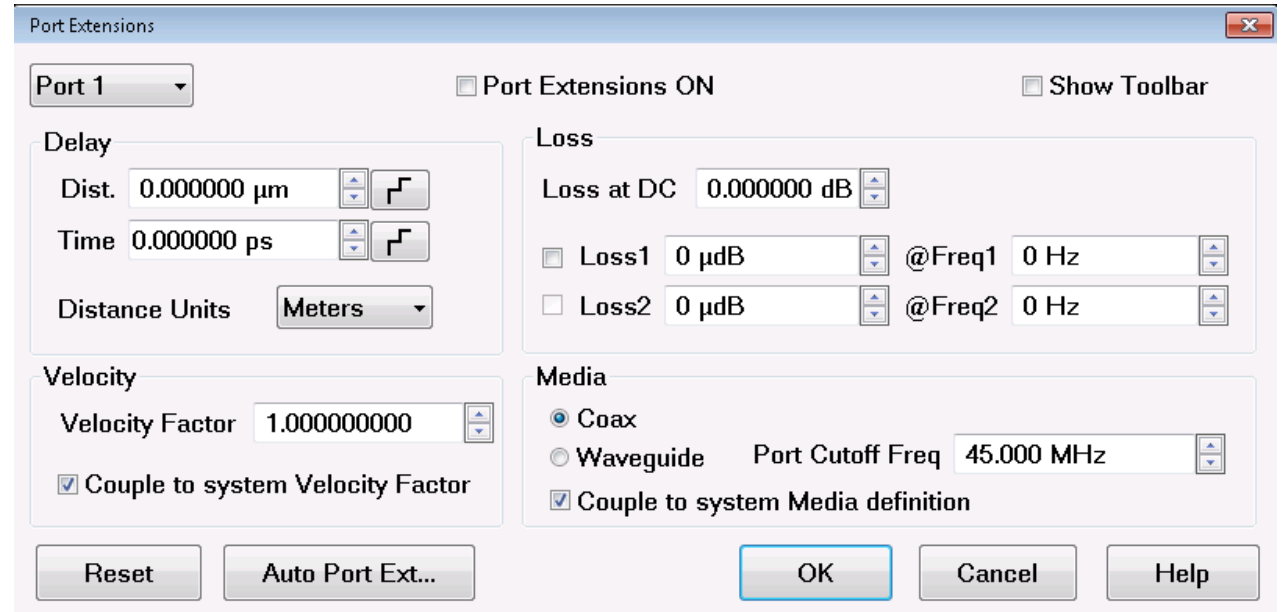 Port Extensions
Port 1 Port Extensions ON Show Toolbar
Delay
Dist. 0.000000 µm
Time 0.000000 ps
Distance Units Meters
Loss
Loss at DC 0.000000 dB
Loss1 0 µdB @Freq1 0 Hz
Loss2 0 µdB @Freq2 0 Hz
Velocity
Velocity Factor 1.000000000
Couple to system Velocity Factor
Media
Coax
Waveguide Port Cutoff Freq 45.000 MHz
Couple to system Media definition
Reset Auto Port Ext... OK Cancel Help